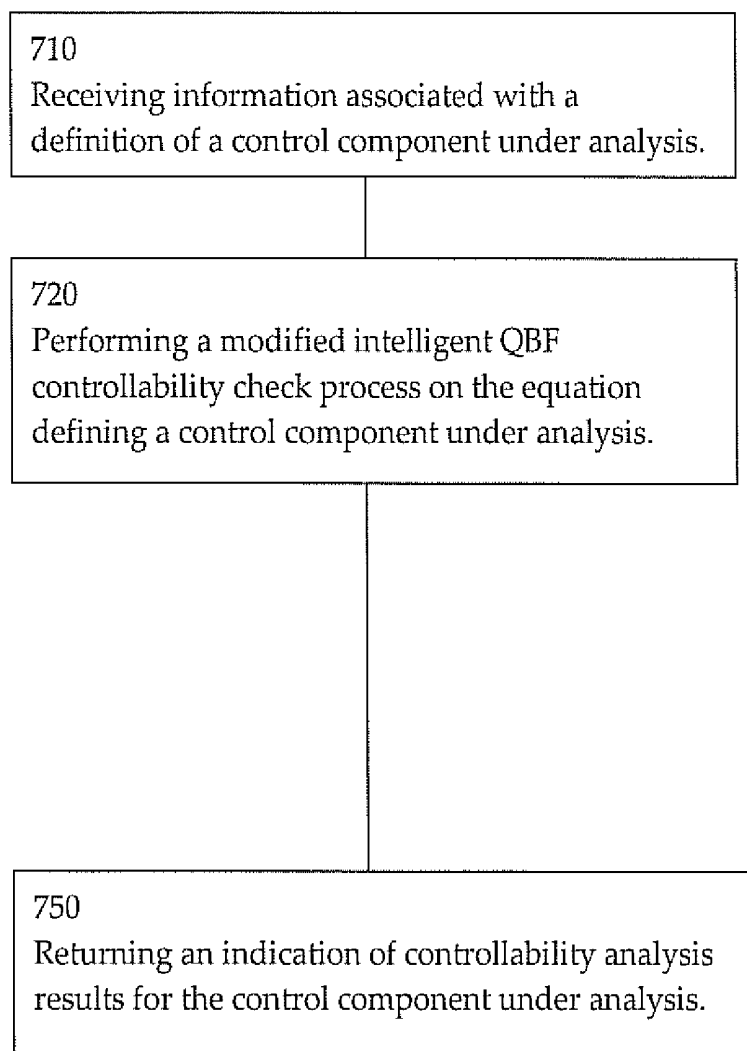 710
Receiving information associated with a
definition of a control component under analysis.
720
Performing a modified intelligent QBF
controllability check process on the equation
defining a control component under analysis.
750
Returning an indication of controllability analysis
results for the control component under analysis.